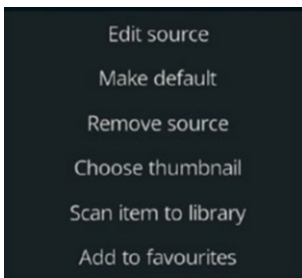 Edit source
Make default
Remove source
Choose thumbnail
Scan item to library
Add to favourites